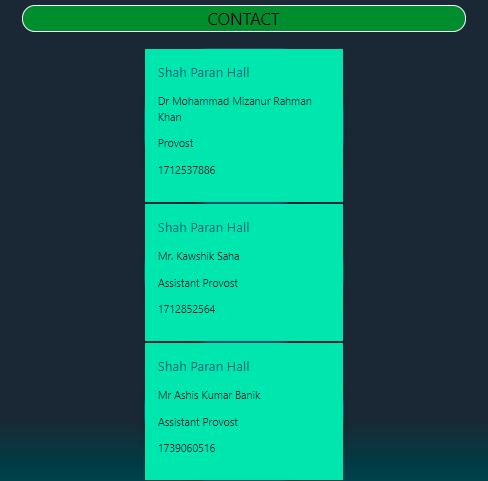 CONTACT
Shah Paran Hall
Dr Mohammad Mizanur Rahman
Khan
Provost
1712537886
Shah Paran Hall
Mr. Kawshik Saha
Assistant Provost
1712852564
Shah Paran Hall
Mr Ashis Kumar Banik
Assistant Provost
1739060516